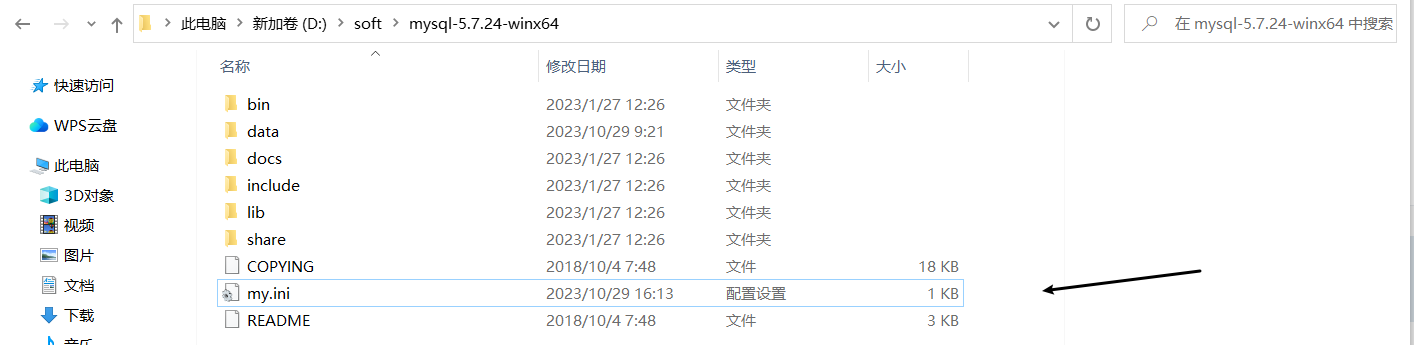 此电脑 新加卷 (D:) soft mysql-5.7.24-winx64 在 mysql-5.7.24-winx64 中搜索
名称 修改日期 类型 大小
快速访问
WPS云盘
此电脑
3D对象
视频
图片
文档
下载
音乐
bin 2023/1/27 12:26 文件夹
data 2023/10/29 9:21 文件夹
docs 2023/1/27 12:26 文件夹
include 2023/1/27 12:26 文件夹
lib 2023/1/27 12:26 文件夹
share 2023/1/27 12:26 文件夹
COPYING 2018/10/4 7:48 文件 18 KB
my.ini 2023/10/29 16:13 配置设置 1 KB
README 2018/10/4 7:48 文件 3 KB